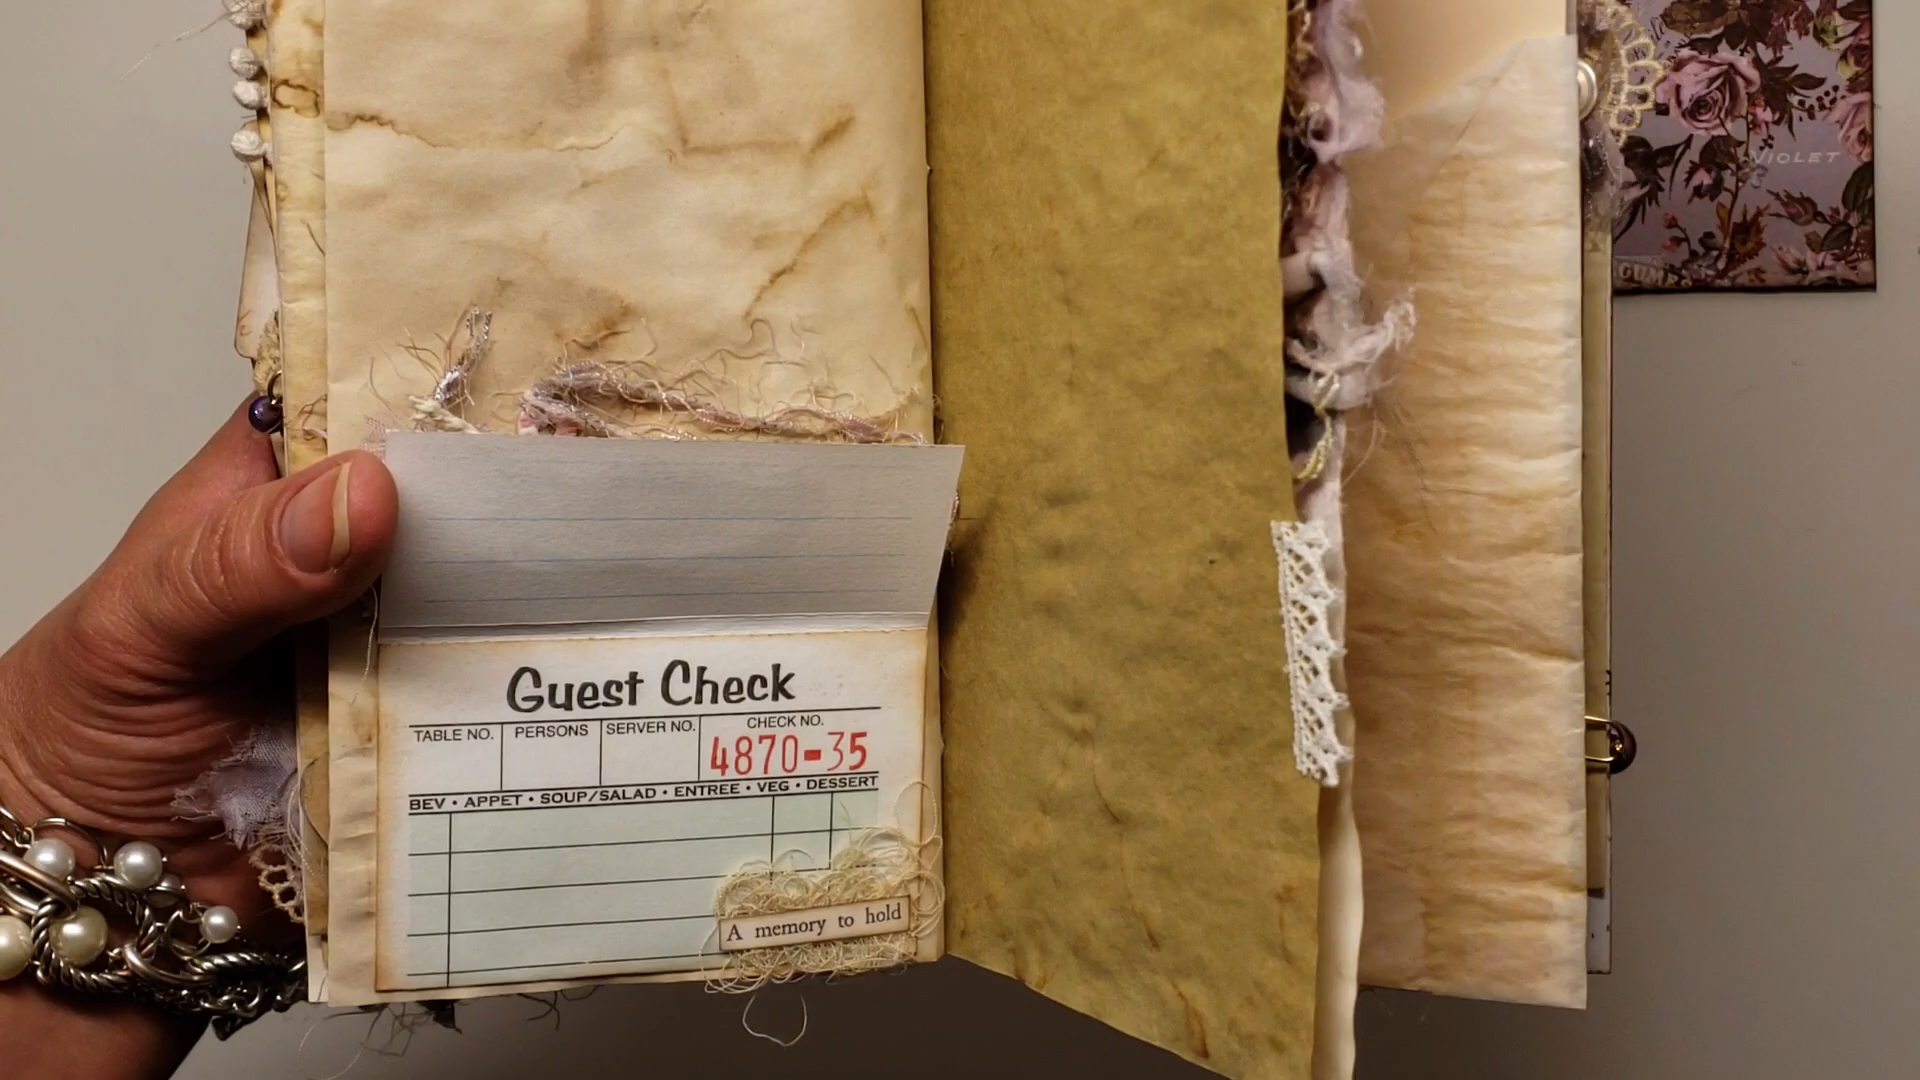 VIOLET
Guest Check
TABLE NO. PERSONS SERVER NO. CHECK NO.
4870-35
BEV • APPET • SOUP/SALAD • ENTREE • VEG • DESSERT
A memory to hold